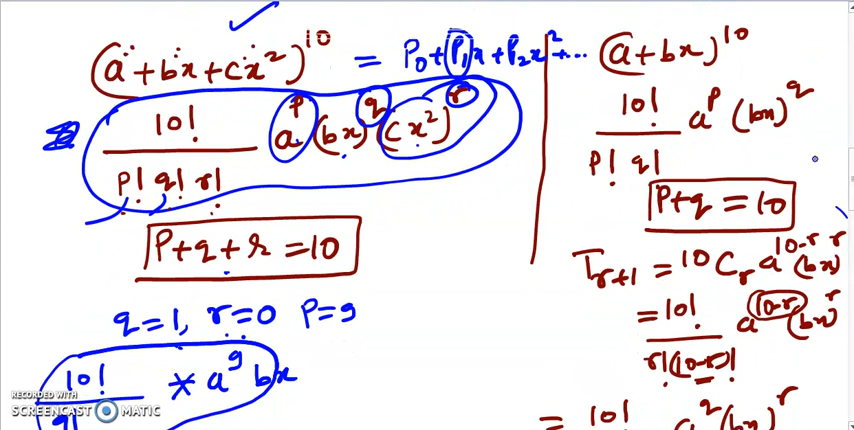 (a + bx + cx²)¹⁰ = P₀ + P₁x + P₂x² + ...
10! / (p! q! r!) a^p (bx)^q (cx²)^r
P + q + r = 10
q = 1, r = 0 P = 9
10! / 9! * a⁹ bx
(a + bx)¹⁰
10! / (p! q!) a^p (bx)^q
P + q = 10
T_{r+1} = ¹⁰C_r a^{10-r} (bx)^r
= 10! / (r! (10-r)!) a^{10-r} (bx)^r
= 10! a^q (bx)^r
RECORDED WITH
SCREENCAST MATIC